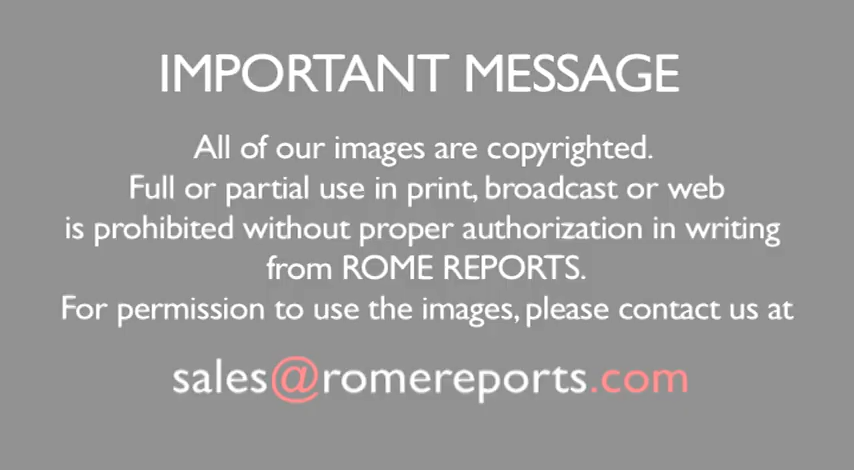 IMPORTANT MESSAGE
All of our images are copyrighted.
Full or partial use in print, broadcast or web
is prohibited without proper authorization in writing
from ROME REPORTS.
For permission to use the images, please contact us at
sales@romereports.com